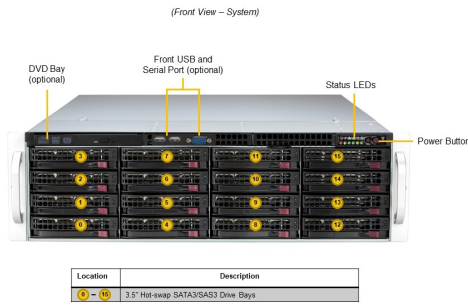 (Front View – System)
Front USB and
Serial Port (optional)
DVD Bay
(optional)
Status LEDs
Power Button
3 7 11 15
2 6 10 14
1 5 9 13
0 4 8 12
Location Description
0 – 15 3.5" Hot-swap SATA3/SAS3 Drive Bays